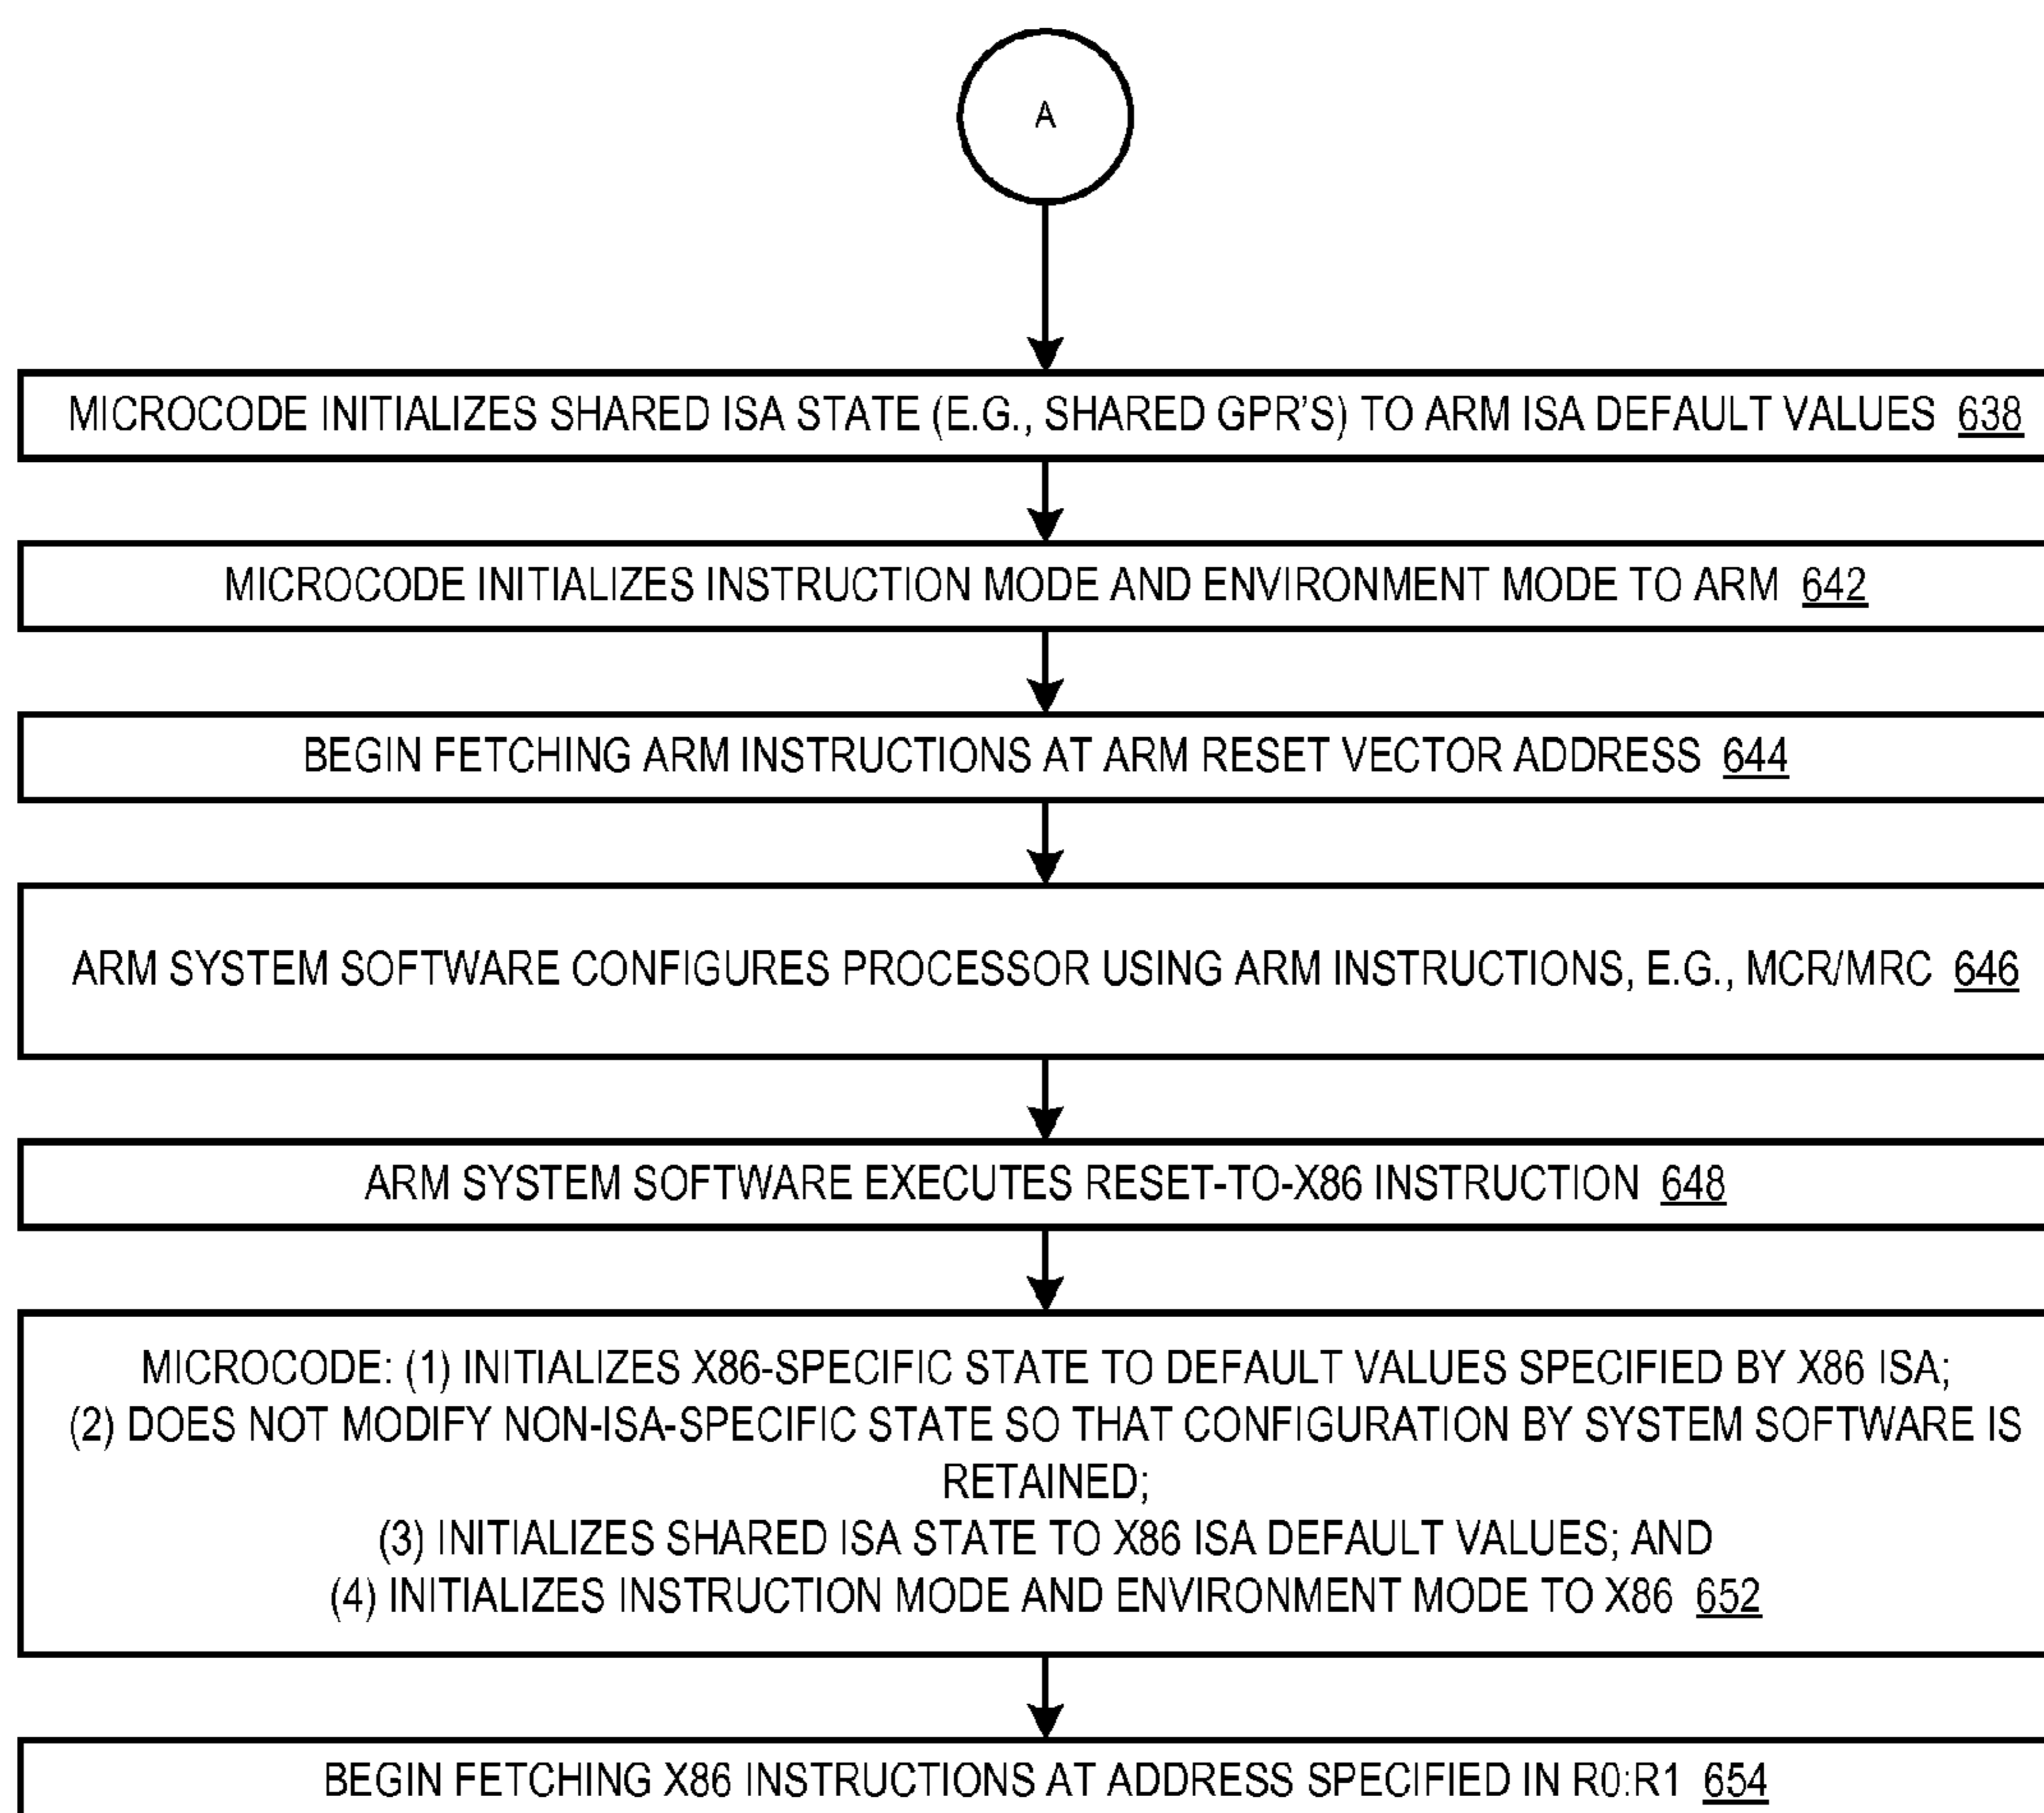 A
MICROCODE INITIALIZES SHARED ISA STATE (E.G., SHARED GPR'S) TO ARM ISA DEFAULT VALUES 638
MICROCODE INITIALIZES INSTRUCTION MODE AND ENVIRONMENT MODE TO ARM 642
BEGIN FETCHING ARM INSTRUCTIONS AT ARM RESET VECTOR ADDRESS 644
ARM SYSTEM SOFTWARE CONFIGURES PROCESSOR USING ARM INSTRUCTIONS, E.G., MCR/MRC 646
ARM SYSTEM SOFTWARE EXECUTES RESET-TO-X86 INSTRUCTION 648
MICROCODE: (1) INITIALIZES X86-SPECIFIC STATE TO DEFAULT VALUES SPECIFIED BY X86 ISA;
(2) DOES NOT MODIFY NON-ISA-SPECIFIC STATE SO THAT CONFIGURATION BY SYSTEM SOFTWARE IS
RETAINED;
(3) INITIALIZES SHARED ISA STATE TO X86 ISA DEFAULT VALUES; AND
(4) INITIALIZES INSTRUCTION MODE AND ENVIRONMENT MODE TO X86 652
BEGIN FETCHING X86 INSTRUCTIONS AT ADDRESS SPECIFIED IN R0:R1 654